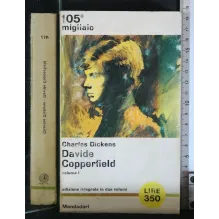 105°
migliaio
Charles Dickens
Davide
Copperfield
volume I
edizione integrale in due volumi
LIRE
350
Mondadori